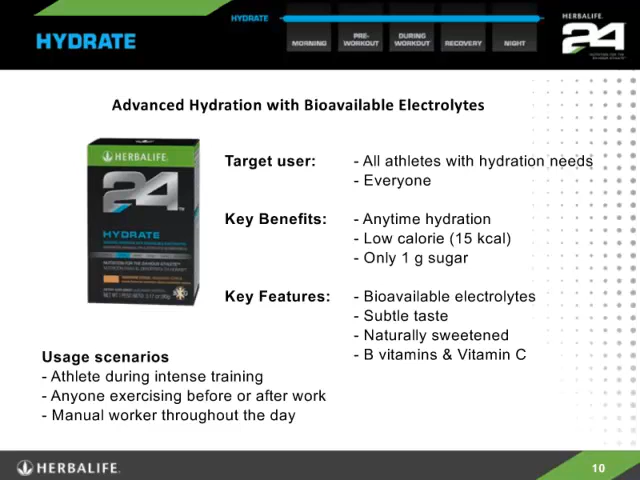 HYDRATE
HYDRATE
MORNING
PRE-
WORKOUT
DURING
WORKOUT
RECOVERY
NIGHT
HERBALIFE
24
Advanced Hydration with Bioavailable Electrolytes
HERBALIFE
24
HYDRATE
Target user:
- All athletes with hydration needs
- Everyone
Key Benefits:
- Anytime hydration
- Low calorie (15 kcal)
- Only 1 g sugar
Key Features:
- Bioavailable electrolytes
- Subtle taste
- Naturally sweetened
- B vitamins & Vitamin C
Usage scenarios
- Athlete during intense training
- Anyone exercising before or after work
- Manual worker throughout the day
HERBALIFE
10